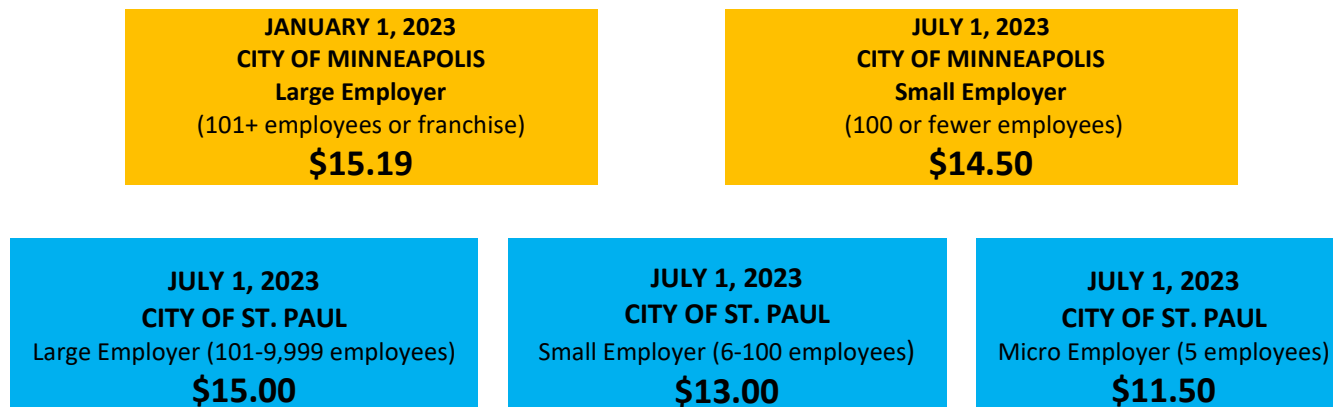 JANUARY 1, 2023
CITY OF MINNEAPOLIS
Large Employer
(101+ employees or franchise)
$15.19
JULY 1, 2023
CITY OF MINNEAPOLIS
Small Employer
(100 or fewer employees)
$14.50
JULY 1, 2023
CITY OF ST. PAUL
Large Employer (101-9,999 employees)
$15.00
JULY 1, 2023
CITY OF ST. PAUL
Small Employer (6-100 employees)
$13.00
JULY 1, 2023
CITY OF ST. PAUL
Micro Employer (5 employees)
$11.50